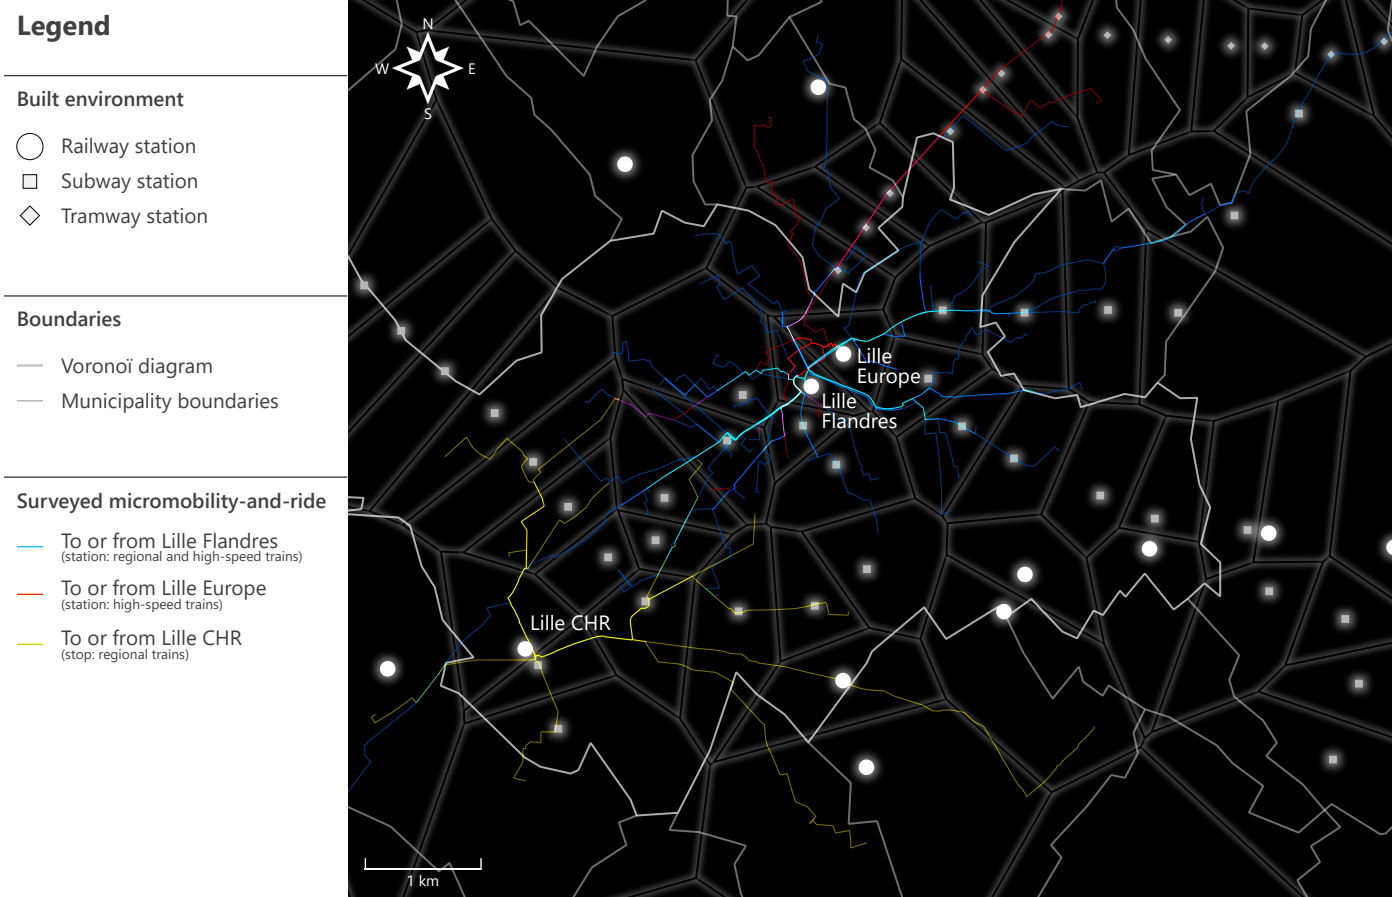 Legend
Built environment
Railway station
Subway station
Tramway station
Boundaries
Voronoï diagram
Municipality boundaries
Surveyed micromobility-and-ride
To or from Lille Flandres
(station: regional and high-speed trains)
To or from Lille Europe
(station: high-speed trains)
To or from Lille CHR
(stop: regional trains)
N
W
E
S
Lille
Europe
Lille
Flandres
Lille CHR
1 km